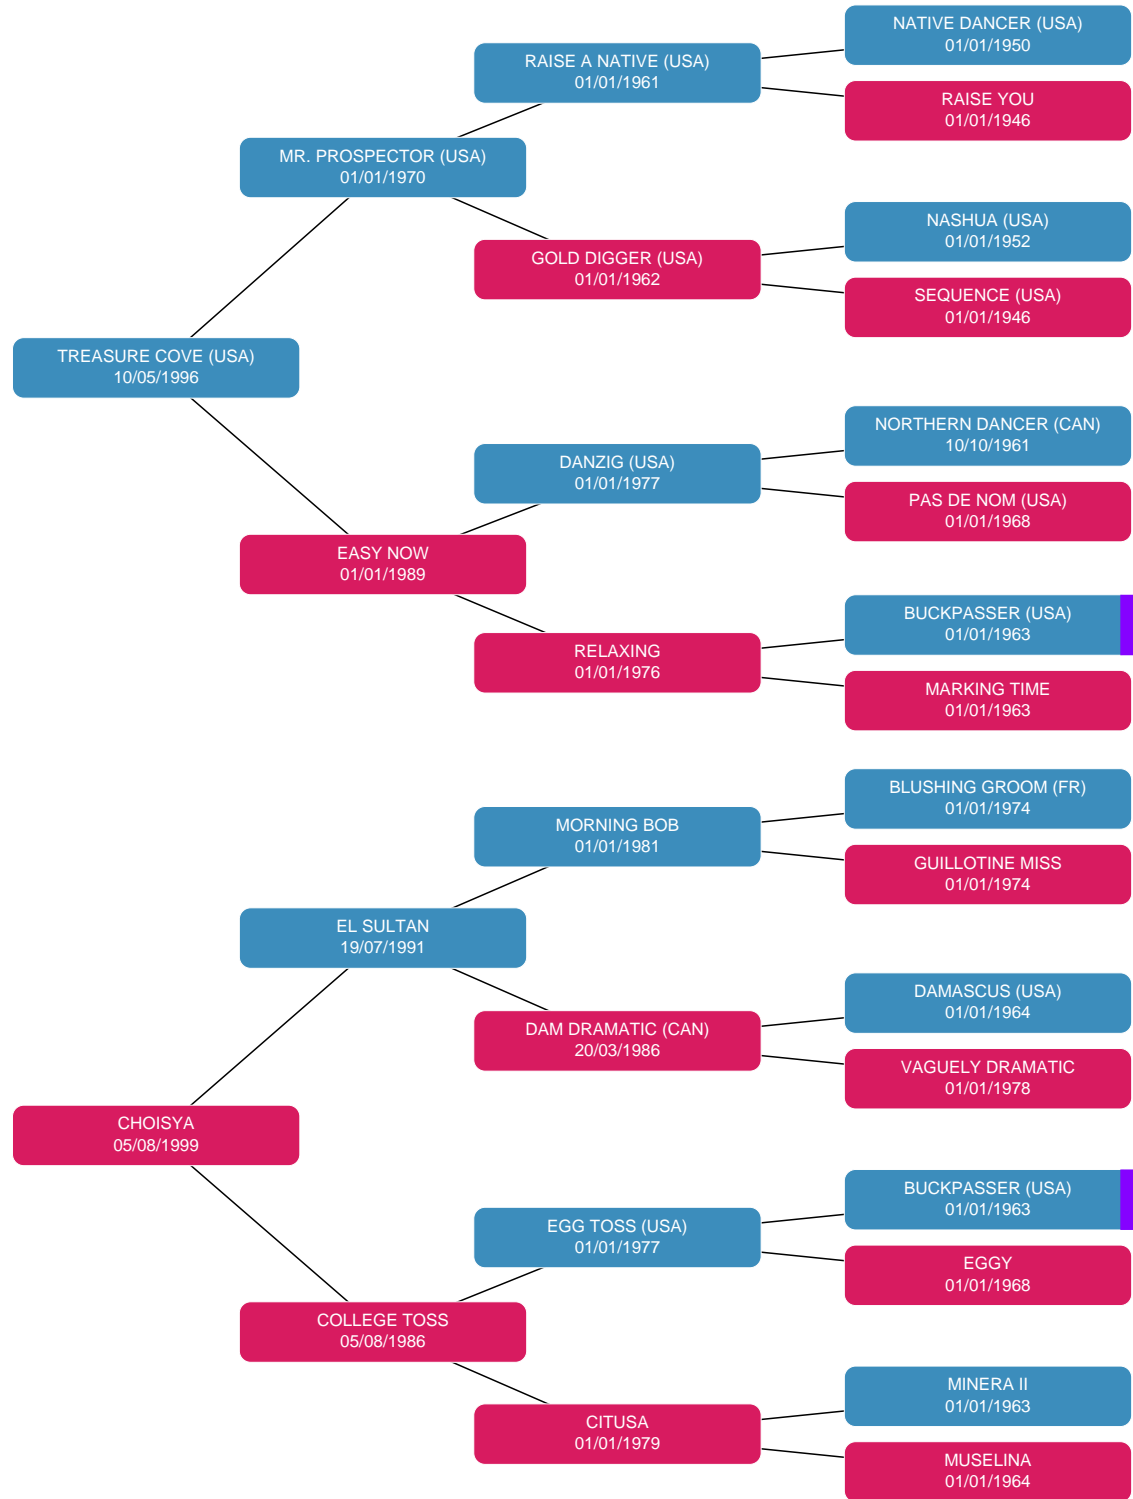 NATIVE DANCER (USA)
01/01/1950
RAISE A NATIVE (USA)
01/01/1961
RAISE YOU
01/01/1946
MR. PROSPECTOR (USA)
01/01/1970
NASHUA (USA)
01/01/1952
GOLD DIGGER (USA)
01/01/1962
SEQUENCE (USA)
01/01/1946
TREASURE COVE (USA)
10/05/1996
NORTHERN DANCER (CAN)
10/10/1961
DANZIG (USA)
01/01/1977
PAS DE NOM (USA)
01/01/1968
EASY NOW
01/01/1989
BUCKPASSER (USA)
01/01/1963
RELAXING
01/01/1976
MARKING TIME
01/01/1963
BLUSHING GROOM (FR)
01/01/1974
MORNING BOB
01/01/1981
GUILLOTINE MISS
01/01/1974
EL SULTAN
19/07/1991
DAMASCUS (USA)
01/01/1964
DAM DRAMATIC (CAN)
20/03/1986
VAGUELY DRAMATIC
01/01/1978
CHOISYA
05/08/1999
BUCKPASSER (USA)
01/01/1963
EGG TOSS (USA)
01/01/1977
EGGY
01/01/1968
COLLEGE TOSS
05/08/1986
MINERA II
01/01/1963
CITUSA
01/01/1979
MUSELINA
01/01/1964